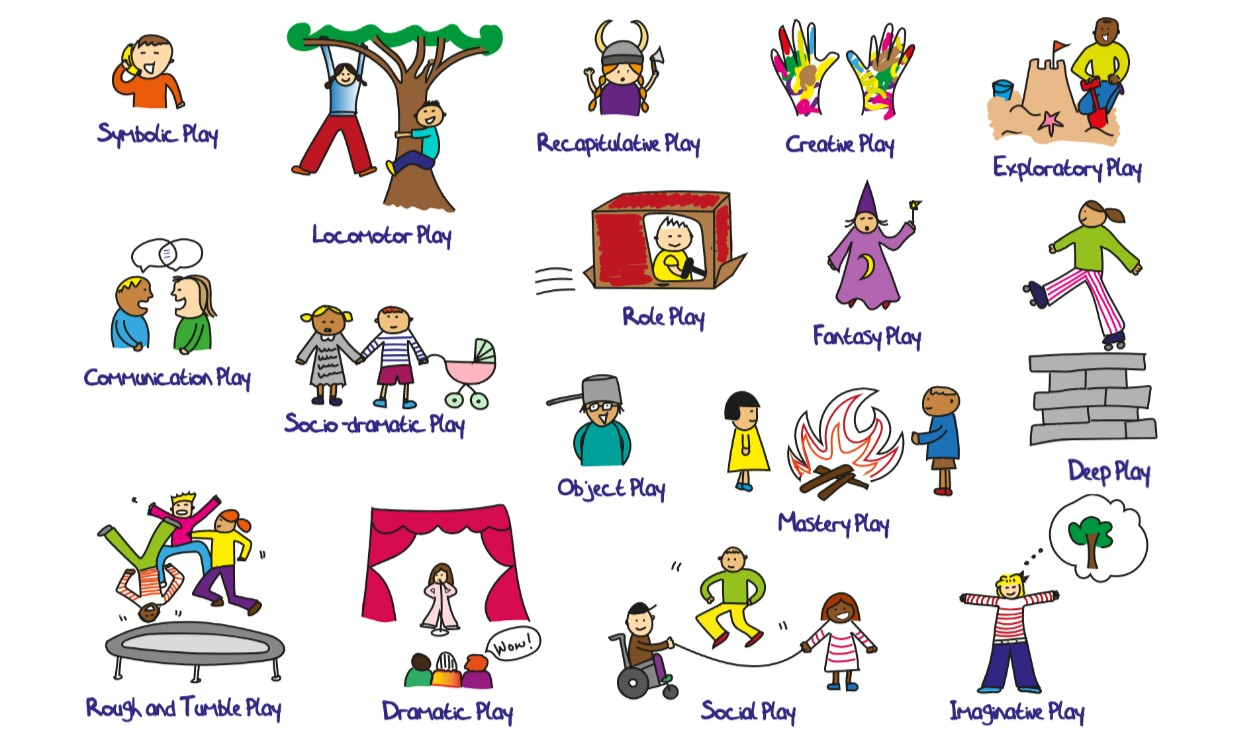 Symbolic Play
Locomotor Play
Recapitulative Play
Creative Play
Exploratory Play
Communication Play
Socio-dramatic Play
Role Play
Fantasy Play
Deep Play
Object Play
Mastery Play
Rough and Tumble Play
Wow!
Dramatic Play
Social Play
Imaginative Play